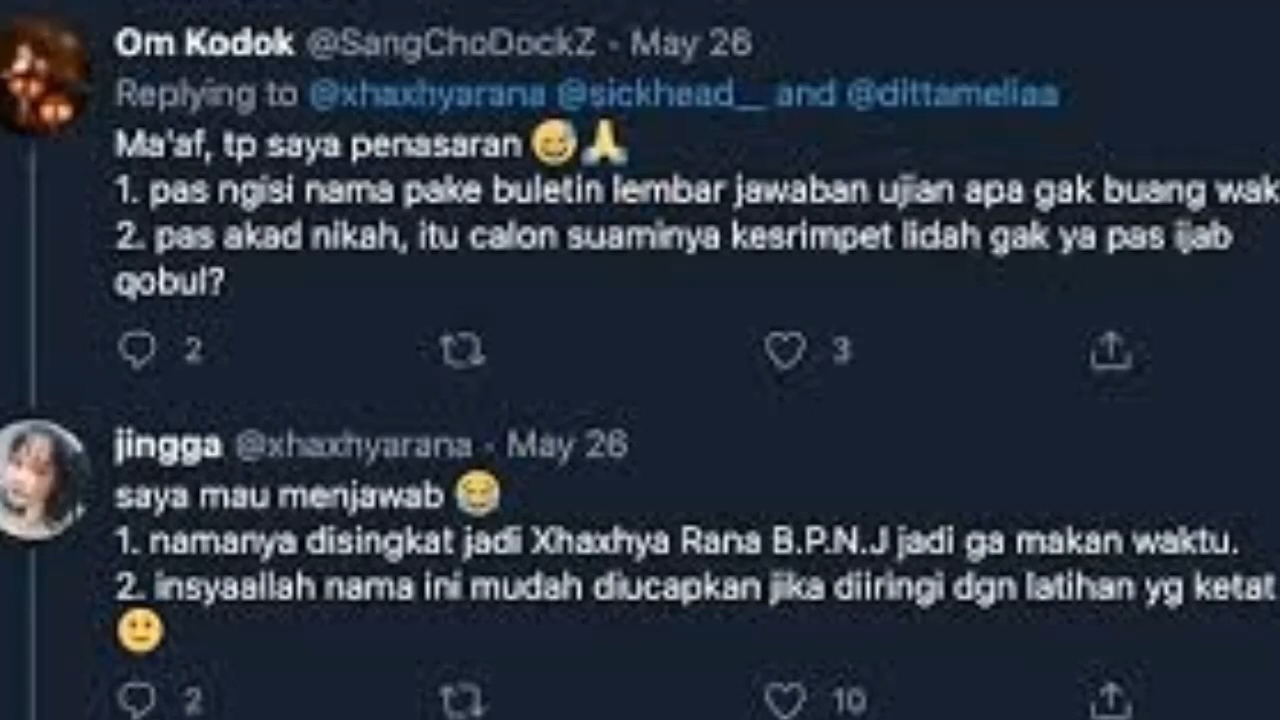 Om Kodok @SangChoDockZ · May 26
Replying to @xhaxhyarana @sickhead__ and @dittameliaa
Ma'af, tp saya penasaran 😅🙏
1. pas ngisi nama pake buletin lembar jawaban ujian apa gak buang wak
2. pas akad nikah, itu calon suaminya kesrimpet lidah gak ya pas ijab
qobul?
2 3
jingga @xhaxhyarana · May 26
saya mau menjawab 😂
1. namanya disingkat jadi Xhaxhya Rana B.P.N.J jadi ga makan waktu.
2. insyaallah nama ini mudah diucapkan jika diiringi dgn latihan yg ketat
🙂
2 10